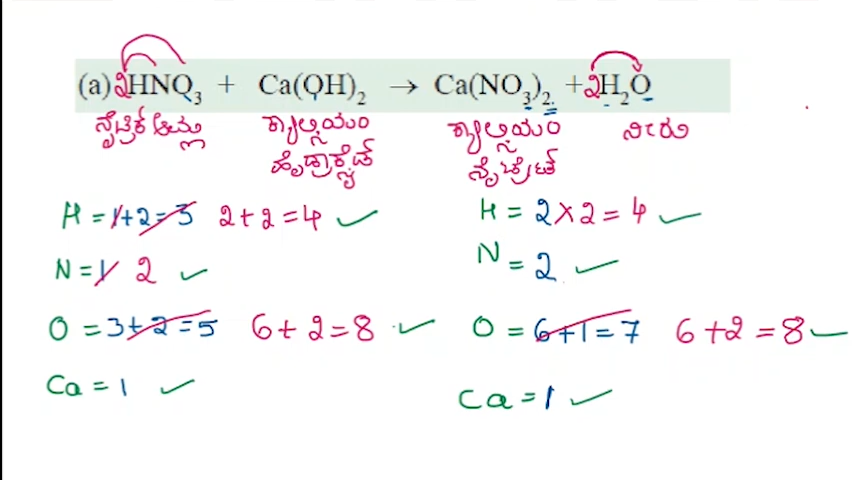 (a) 2HNO₃ + Ca(OH)₂ → Ca(NO₃)₂ + 2H₂O
ನೈಟ್ರಿಕ್ ಆಮ್ಲ ಕ್ಯಾಲ್ಸಿಯಂ ಕ್ಯಾಲ್ಸಿಯಂ ನೀರು
ಹೈಡ್ರಾಕ್ಸೈಡ್ ನೈಟ್ರೇಟ್
H = 1+2=3 2+2=4 ✓ H = 2×2=4 ✓
N = 1 2 ✓ N = 2 ✓
O = 3+2=5 6+2=8 ✓ O = 6+1=7 6+2=8 ✓
Ca = 1 ✓ Ca = 1 ✓